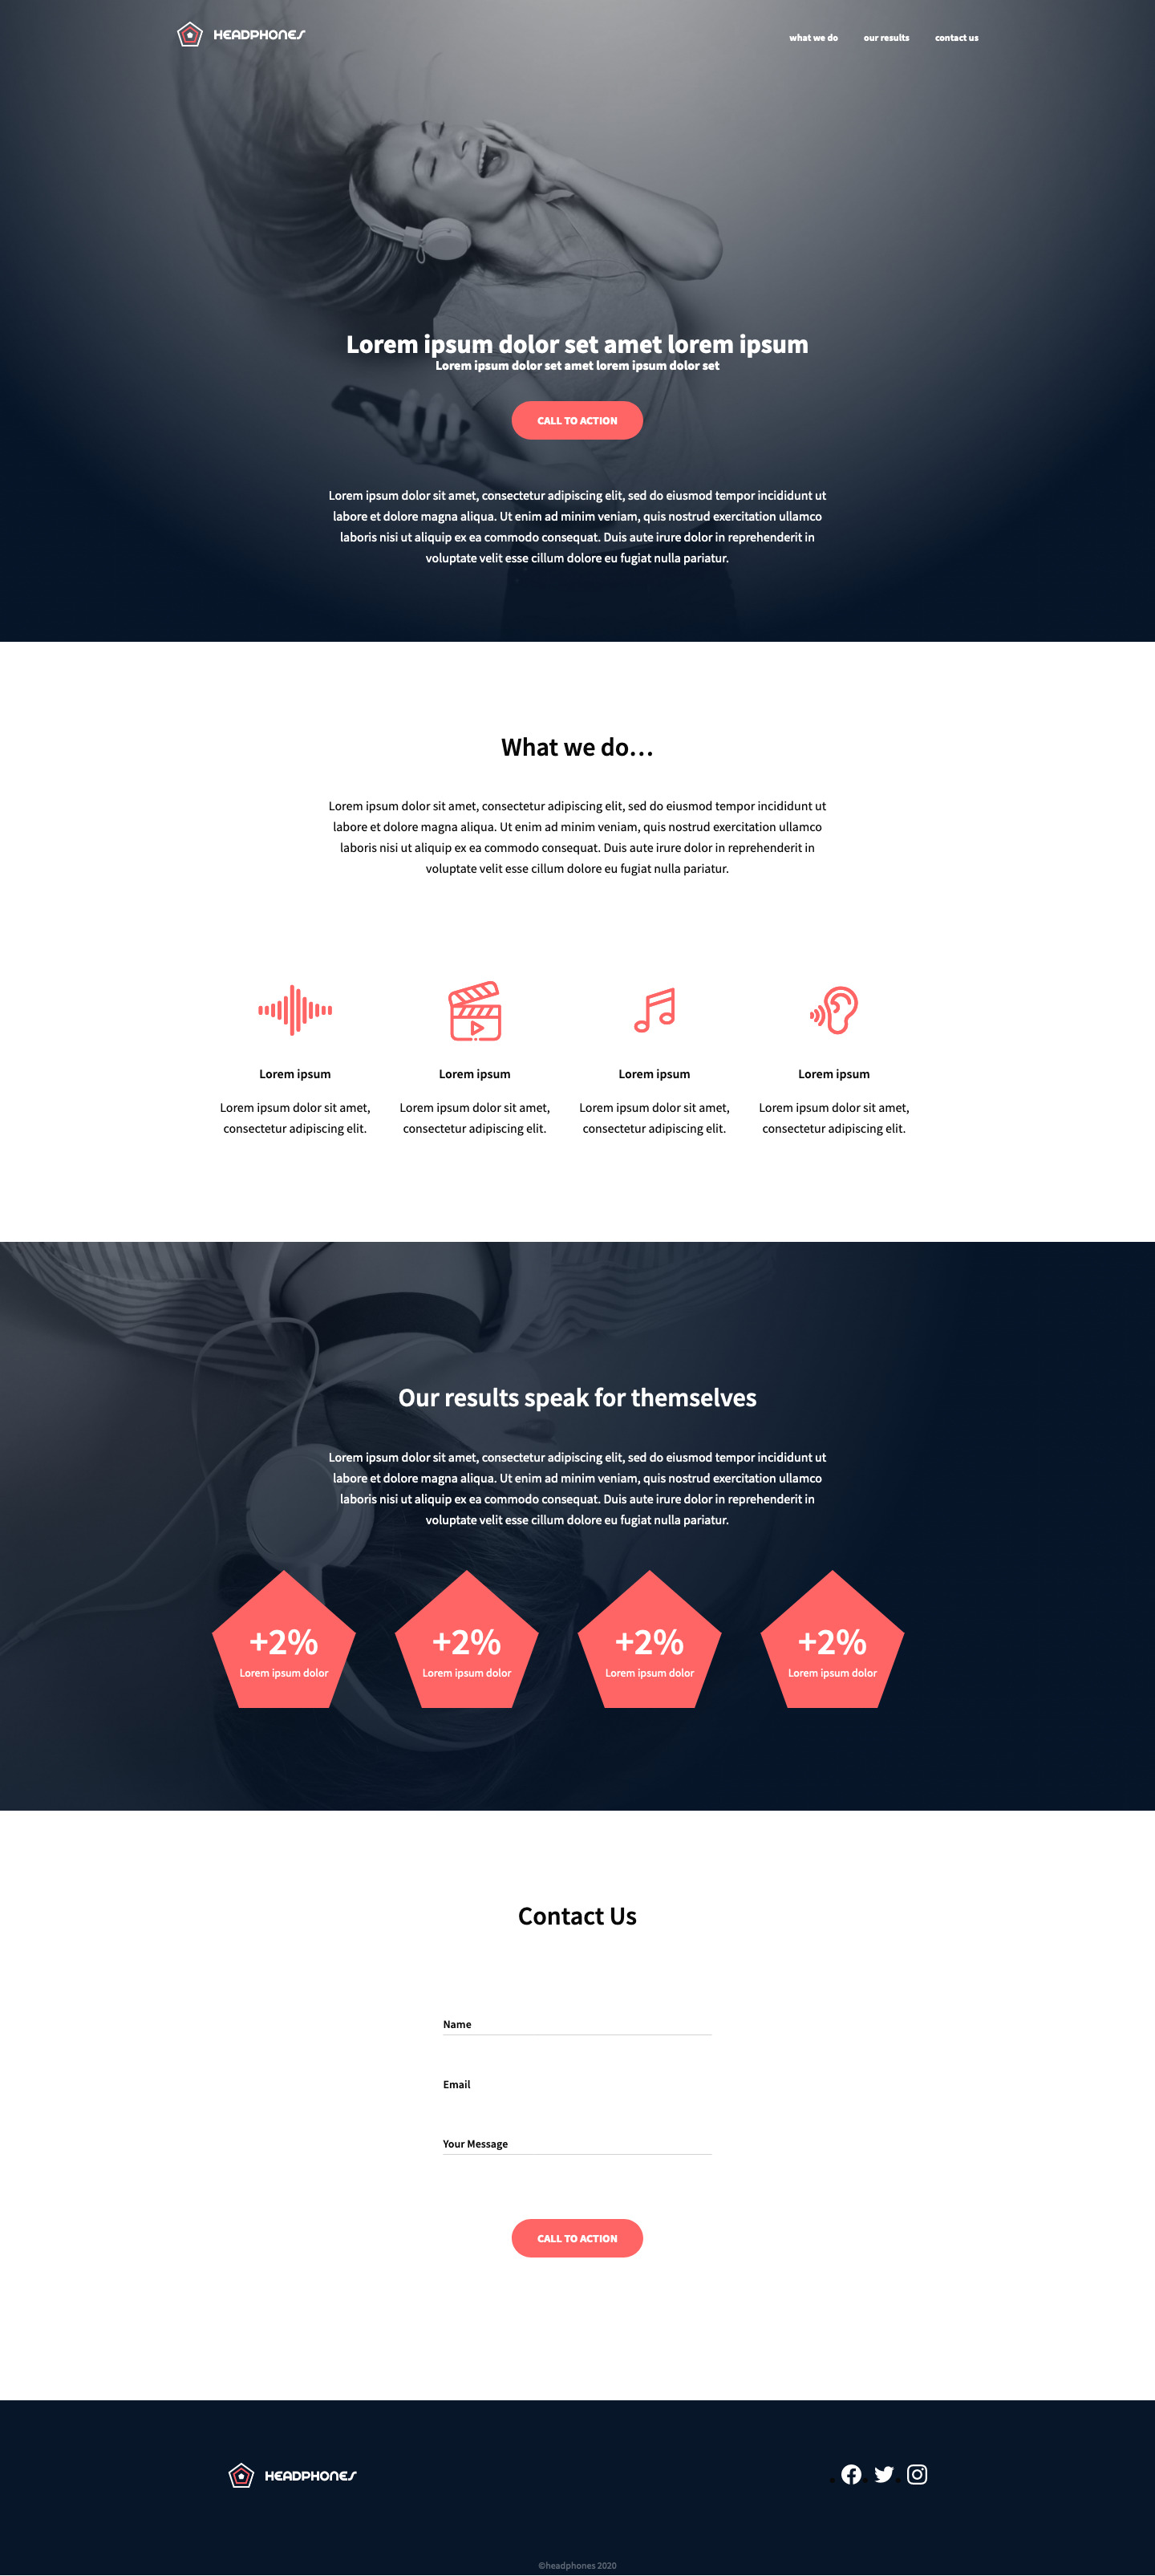 HEADPHONES
what we do our results contact us
Lorem ipsum dolor set amet lorem ipsum
Lorem ipsum dolor set amet lorem ipsum dolor set
CALL TO ACTION
Lorem ipsum dolor sit amet, consectetur adipiscing elit, sed do eiusmod tempor incididunt ut
labore et dolore magna aliqua. Ut enim ad minim veniam, quis nostrud exercitation ullamco
laboris nisi ut aliquip ex ea commodo consequat. Duis aute irure dolor in reprehenderit in
voluptate velit esse cillum dolore eu fugiat nulla pariatur.
What we do...
Lorem ipsum dolor sit amet, consectetur adipiscing elit, sed do eiusmod tempor incididunt ut
labore et dolore magna aliqua. Ut enim ad minim veniam, quis nostrud exercitation ullamco
laboris nisi ut aliquip ex ea commodo consequat. Duis aute irure dolor in reprehenderit in
voluptate velit esse cillum dolore eu fugiat nulla pariatur.
Lorem ipsum
Lorem ipsum dolor sit amet,
consectetur adipiscing elit.
Lorem ipsum
Lorem ipsum dolor sit amet,
consectetur adipiscing elit.
Lorem ipsum
Lorem ipsum dolor sit amet,
consectetur adipiscing elit.
Lorem ipsum
Lorem ipsum dolor sit amet,
consectetur adipiscing elit.
Our results speak for themselves
Lorem ipsum dolor sit amet, consectetur adipiscing elit, sed do eiusmod tempor incididunt ut
labore et dolore magna aliqua. Ut enim ad minim veniam, quis nostrud exercitation ullamco
laboris nisi ut aliquip ex ea commodo consequat. Duis aute irure dolor in reprehenderit in
voluptate velit esse cillum dolore eu fugiat nulla pariatur.
+2%
Lorem ipsum dolor
+2%
Lorem ipsum dolor
+2%
Lorem ipsum dolor
+2%
Lorem ipsum dolor
Contact Us
Name
Email
Your Message
CALL TO ACTION
HEADPHONES
©headphones 2020